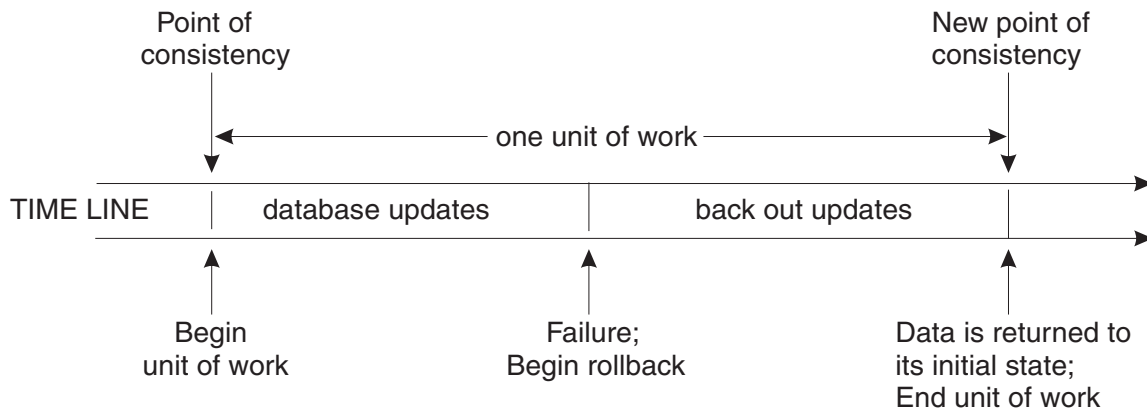 Point of
consistency
New point of
consistency
one unit of work
TIME LINE
database updates
back out updates
Begin
unit of work
Failure;
Begin rollback
Data is returned to
its initial state;
End unit of work